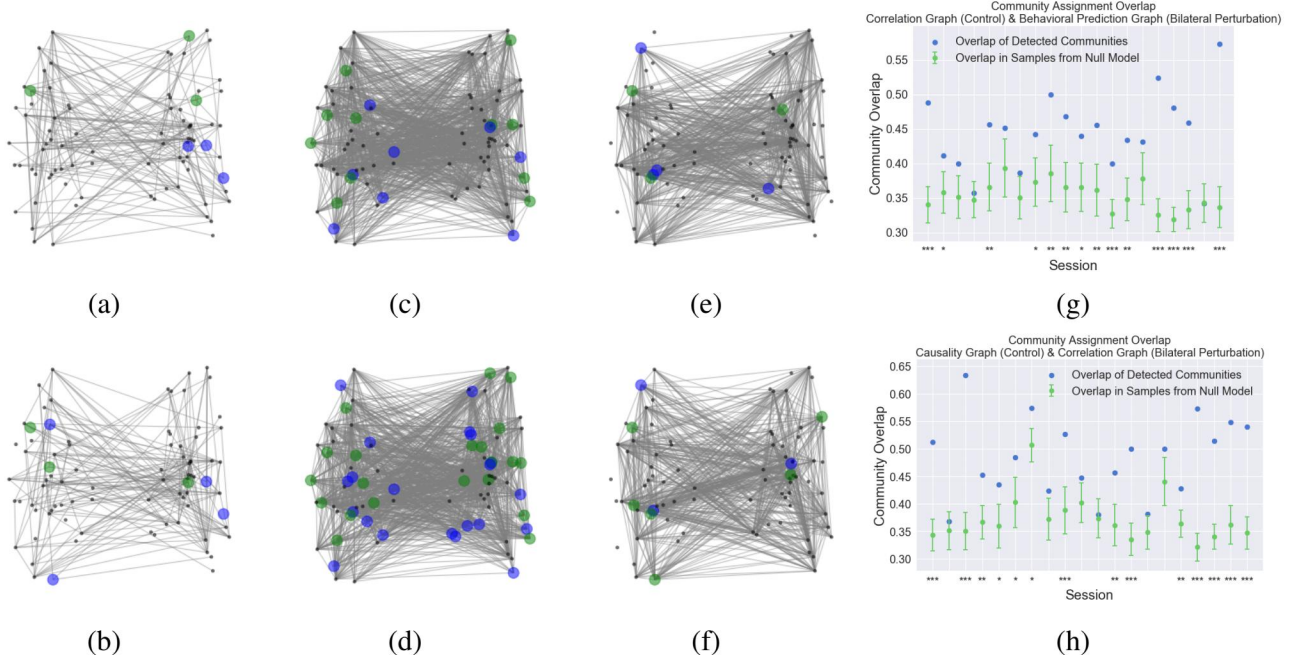 Community Assignment Overlap
Correlation Graph (Control) & Behavioral Prediction Graph (Bilateral Perturbation)
Overlap of Detected Communities
Overlap in Samples from Null Model
Community Overlap
0.55
0.50
0.45
0.40
0.35
0.30
*** * ** * ** ** * ** *** ** *** *** *** ***
Session
(a) (c) (e) (g)
Community Assignment Overlap
Causality Graph (Control) & Correlation Graph (Bilateral Perturbation)
Overlap of Detected Communities
Overlap in Samples from Null Model
Community Overlap
0.65
0.60
0.55
0.50
0.45
0.40
0.35
0.30
*** *** ** * * * *** ** *** ** *** *** *** ***
Session
(b) (d) (f) (h)